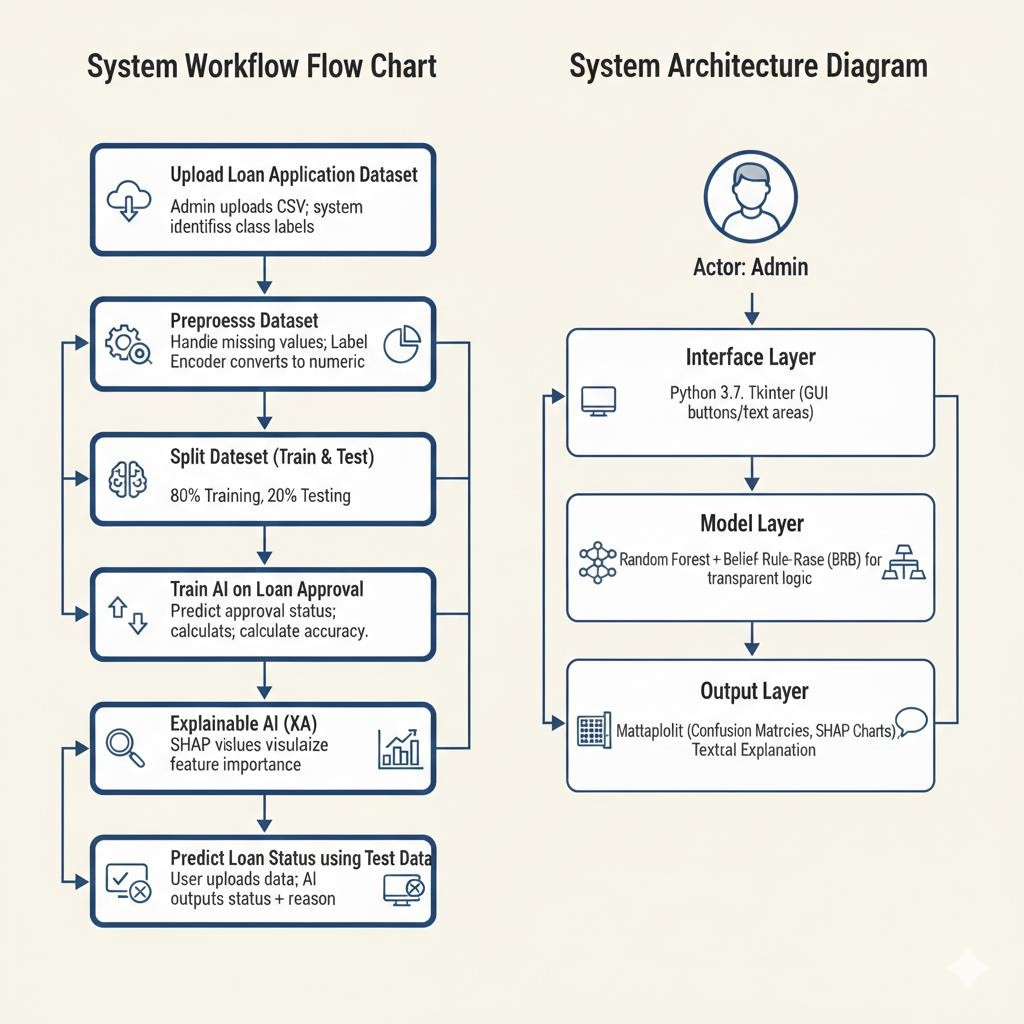 System Workflow Flow Chart
Upload Loan Application Dataset
Admin uploads CSV; system
identifiss class labels
Preproesss Dataset
Handie missing values; Label
Encoder converts to numeric
Split Dateset (Train & Test)
80% Training, 20% Testing
Train AI on Loan Approval
Predict approval status;
calculats; calculate accuracy.
Explainable AI (XA)
SHAP vislues visulaize
feature importance
Predict Loan Status using Test Data
User uploads data; AI
outputs status + reason
System Architecture Diagram
Actor: Admin
Interface Layer
Python 3.7. Tkinter (GUI
buttons/text areas)
Model Layer
Random Forest + Belief Rule-Rase (BRB) for
transparent logic
Output Layer
Mattaplolit (Confusion Matrcies, SHAP Charts),
Textcal Explanation